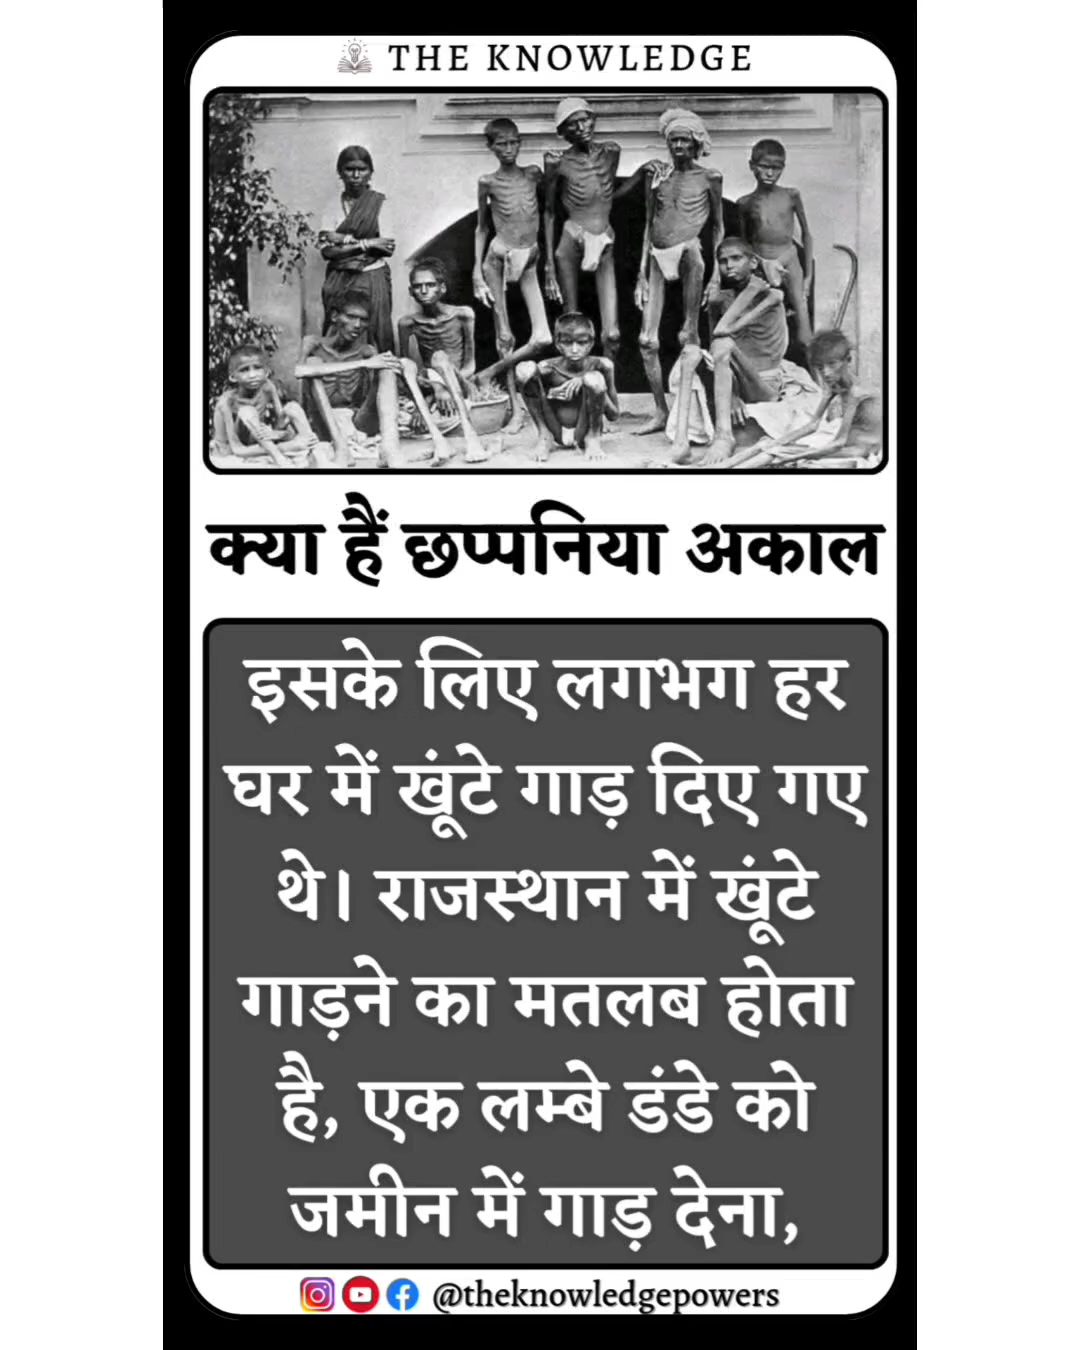 THE KNOWLEDGE
क्या हैं छप्पनिया अकाल
इसके लिए लगभग हर
घर में खूंटे गाड़ दिए गए
थे। राजस्थान में खूंटे
गाड़ने का मतलब होता
है, एक लम्बे डंडे को
जमीन में गाड़ देना,
@theknowledgepowers